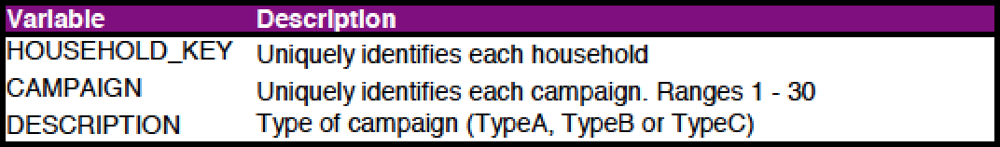 Variable Description
HOUSEHOLD_KEY Uniquely identifies each household
CAMPAIGN Uniquely identifies each campaign. Ranges 1 - 30
DESCRIPTION Type of campaign (TypeA, TypeB or TypeC)